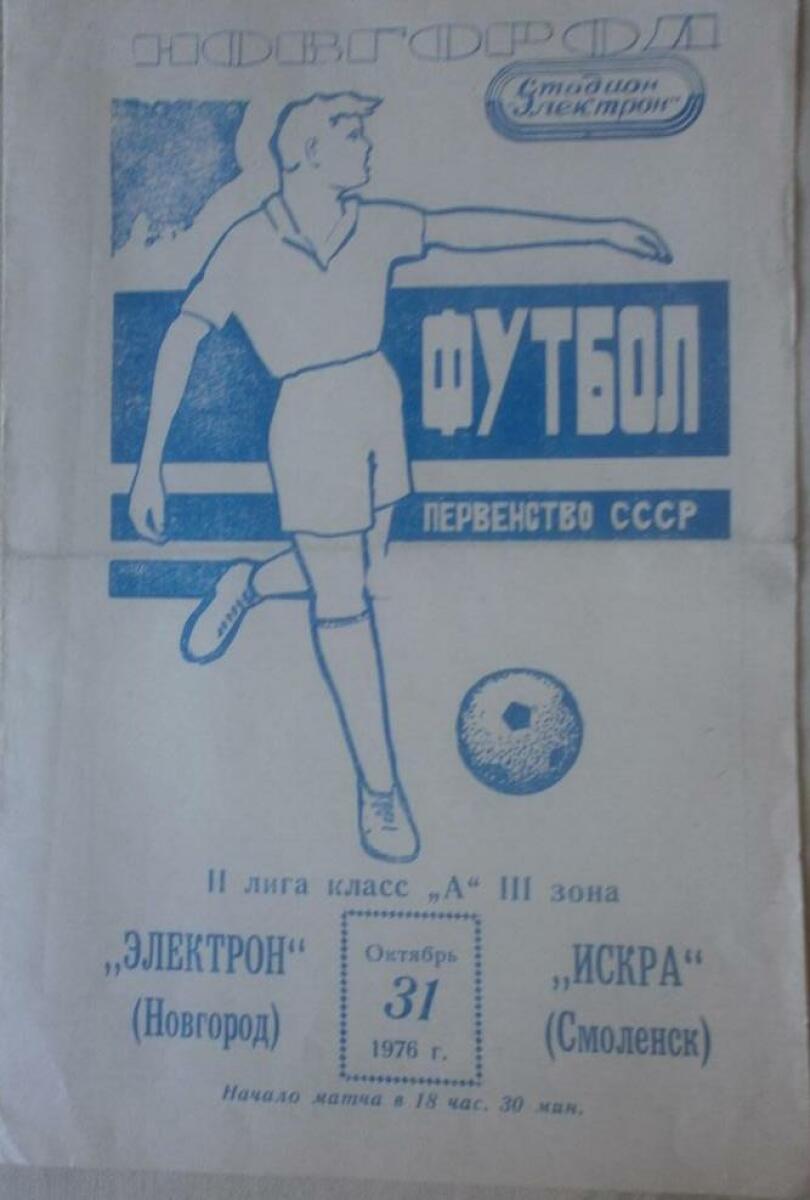 НОВГОРОД
Стадион
"Электрон"
ФУТБОЛ
ПЕРВЕНСТВО СССР
II лига класс „А“ III зона
„ЭЛЕКТРОН“
(Новгород)
Октябрь
31
1976 г.
„ИСКРА“
(Смоленск)
Начало матча в 18 час. 30 мин.